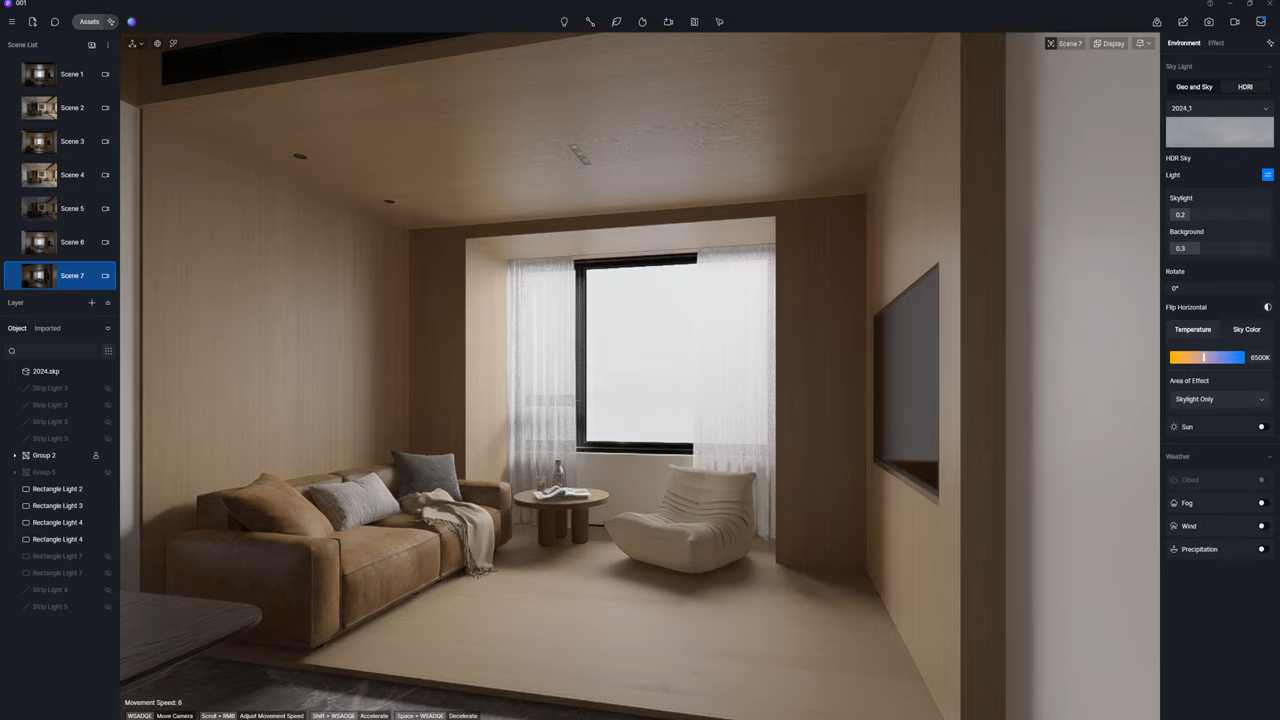 001
Assets
Scene List
Scene 1
Scene 2
Scene 3
Scene 4
Scene 5
Scene 6
Scene 7
Layer
Object Imported
2024.skp
Strip Light 3
Strip Light 3
Strip Light 3
Strip Light 3
Group 2
Group 5
Rectangle Light 2
Rectangle Light 3
Rectangle Light 4
Rectangle Light 4
Rectangle Light 7
Rectangle Light 7
Strip Light 4
Strip Light 5
Scene 7 Display
Movement Speed: 6
WSADQE Move Camera Scroll + RMB Adjust Movement Speed Shift + WSADQE Accelerate Space + WSADQE Decelerate
Environment Effect
Sky Light
Geo and Sky HDRI
2024_1
HDR Sky
Light
Skylight
0.2
Background
0.3
Rotate
0°
Flip Horizontal
Temperature Sky Color
6500K
Area of Effect
Skylight Only
Sun
Weather
Cloud
Fog
Wind
Precipitation